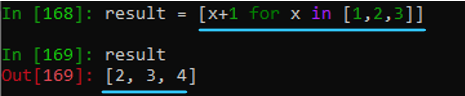 In [168]: result = [x+1 for x in [1,2,3]]
In [169]: result
Out[169]: [2, 3, 4]